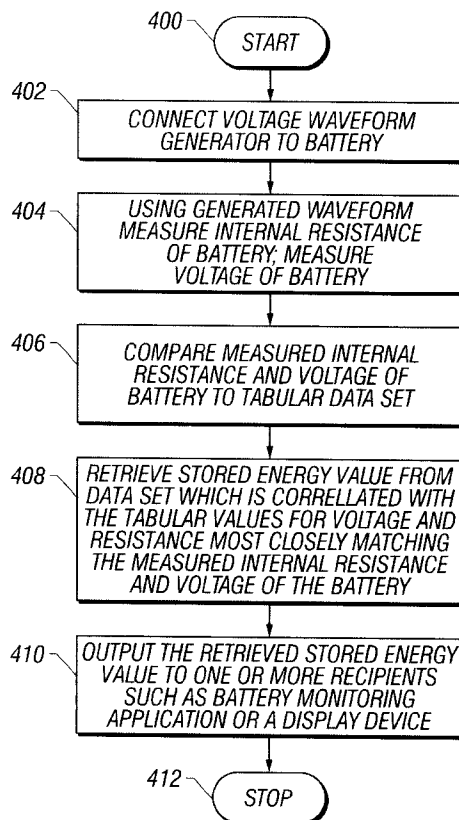 400
START
402
CONNECT VOLTAGE WAVEFORM
GENERATOR TO BATTERY
404
USING GENERATED WAVEFORM
MEASURE INTERNAL RESISTANCE
OF BATTERY; MEASURE
VOLTAGE OF BATTERY
406
COMPARE MEASURED INTERNAL
RESISTANCE AND VOLTAGE OF
BATTERY TO TABULAR DATA SET
408
RETRIEVE STORED ENERGY VALUE FROM
DATA SET WHICH IS CORRELLATED WITH
THE TABULAR VALUES FOR VOLTAGE AND
RESISTANCE MOST CLOSELY MATCHING
THE MEASURED INTERNAL RESISTANCE
AND VOLTAGE OF THE BATTERY
410
OUTPUT THE RETRIEVED STORED ENERGY
VALUE TO ONE OR MORE RECIPIENTS
SUCH AS BATTERY MONITORING
APPLICATION OR A DISPLAY DEVICE
412
STOP